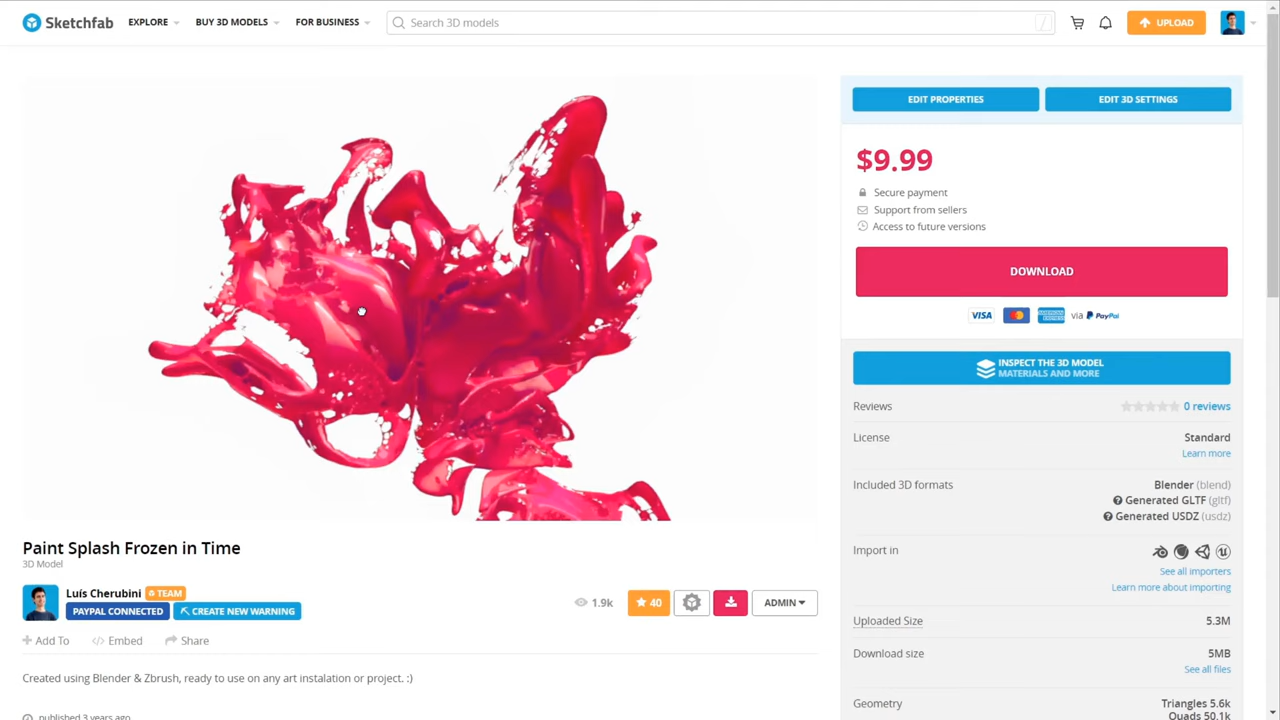 Sketchfab EXPLORE BUY 3D MODELS FOR BUSINESS Search 3D models / UPLOAD
EDIT PROPERTIES EDIT 3D SETTINGS
$9.99
Secure payment
Support from sellers
Access to future versions
DOWNLOAD
VISA via PayPal
INSPECT THE 3D MODEL
MATERIALS AND MORE
Reviews 0 reviews
License Standard
Learn more
Included 3D formats Blender (blend)
Generated GLTF (gltf)
Generated USDZ (usdz)
Import in
See all importers
Learn more about importing
Uploaded Size 5.3M
Download size 5MB
See all files
Geometry Triangles 5.6k
Quads 50.1k
Paint Splash Frozen in Time
3D Model
Luís Cherubini TEAM
PAYPAL CONNECTED CREATE NEW WARNING
1.9k 40 ADMIN
Add To Embed Share
Created using Blender & Zbrush, ready to use on any art instalation or project. :)
published 3 years ago